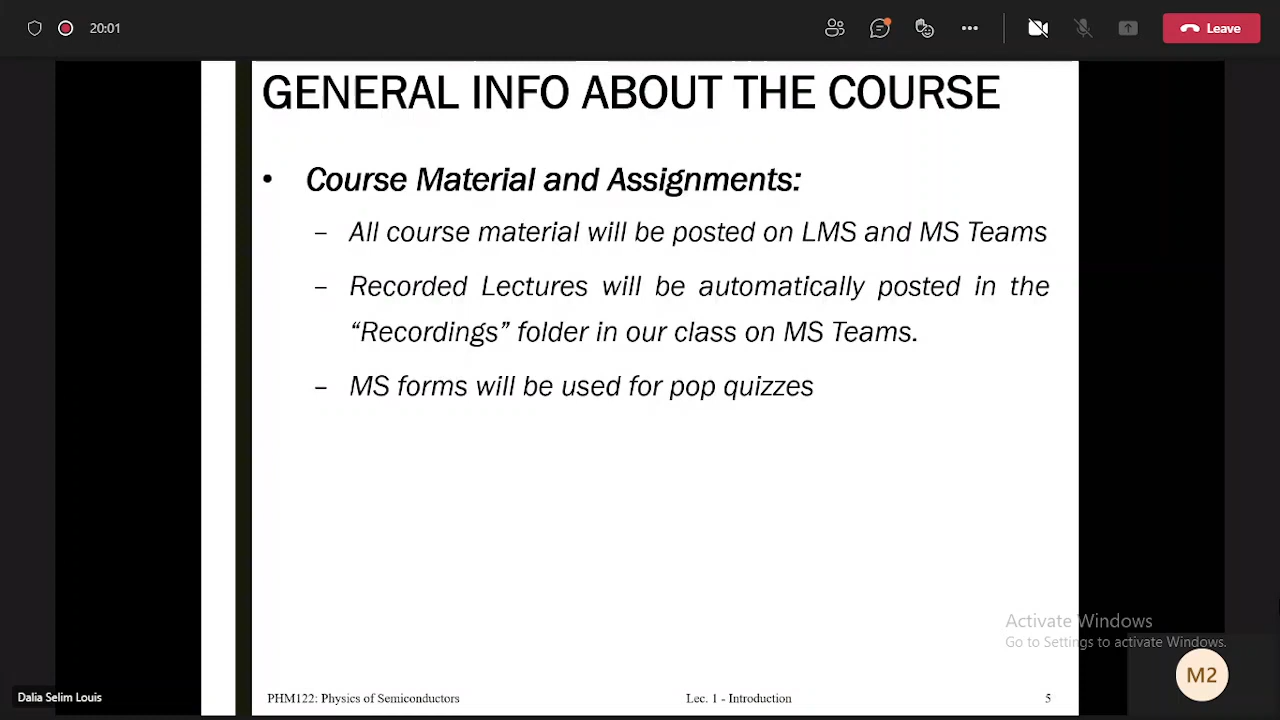 20:01
Leave
GENERAL INFO ABOUT THE COURSE
• Course Material and Assignments:
– All course material will be posted on LMS and MS Teams
– Recorded Lectures will be automatically posted in the
“Recordings” folder in our class on MS Teams.
– MS forms will be used for pop quizzes
Activate Windows
Go to Settings to activate Windows.
M2
Dalia Selim Louis
PHM122: Physics of Semiconductors
Lec. 1 - Introduction
5